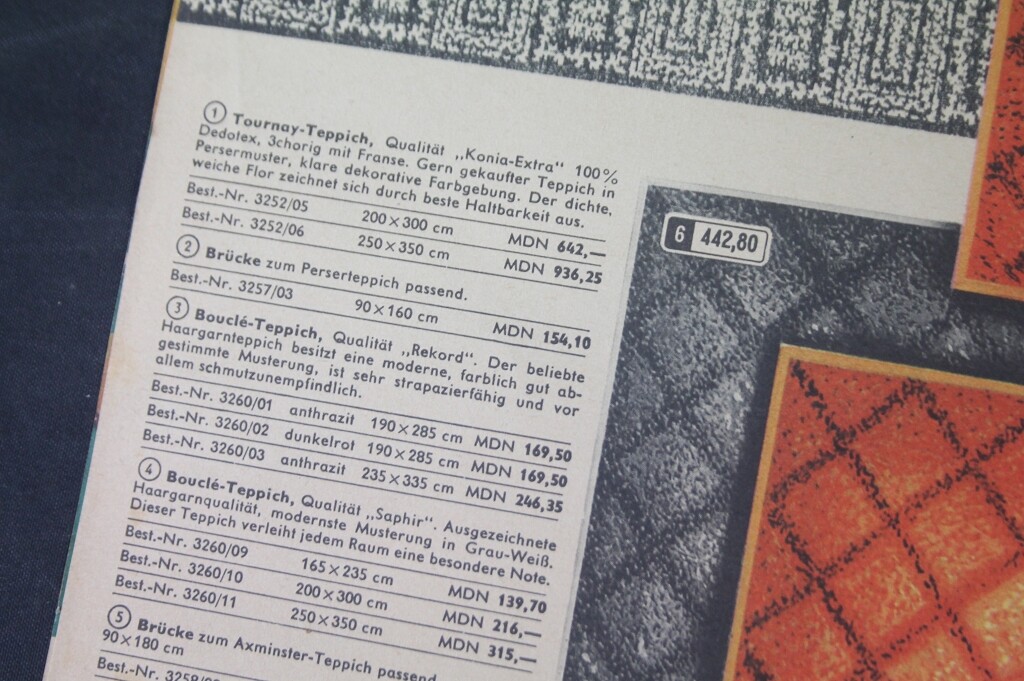 ① Tournay-Teppich, Qualität „Konia-Extra" 100%
Dedotex, 3chorig mit Franse. Gern gekaufter Teppich in
Persermuster, klare dekorative Farbgebung. Der dichte,
weiche Flor zeichnet sich durch beste Haltbarkeit aus.
Best.-Nr. 3252/05 200×300 cm MDN 642,—
Best.-Nr. 3252/06 250×350 cm MDN 936,25
② Brücke zum Perserteppich passend.
Best.-Nr. 3257/03 90×160 cm MDN 154,10
③ Bouclé-Teppich, Qualität „Rekord". Der beliebte
Haargarnteppich besitzt eine moderne, farblich gut ab-
gestimmte Musterung, ist sehr strapazierfähig und vor
allem schmutzunempfindlich.
Best.-Nr. 3260/01 anthrazit 190×285 cm MDN 169,50
Best.-Nr. 3260/02 dunkelrot 190×285 cm MDN 169,50
Best.-Nr. 3260/03 anthrazit 235×335 cm MDN 246,35
④ Bouclé-Teppich, Qualität „Saphir". Ausgezeichnete
Haargarnqualität, modernste Musterung in Grau-Weiß.
Dieser Teppich verleiht jedem Raum eine besondere Note.
Best.-Nr. 3260/09 165×235 cm MDN 139,70
Best.-Nr. 3260/10 200×300 cm MDN 216,—
Best.-Nr. 3260/11 250×350 cm MDN 315,—
⑤ Brücke zum Axminster-Teppich passend
90×180 cm
Best.-Nr.
6 442,80